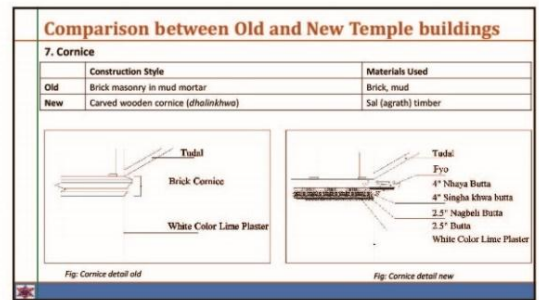 Comparison between Old and New Temple buildings
7. Cornice
Construction Style Materials Used
Old Brick masonry in mud mortar Brick, mud
New Carved wooden cornice (dhalinkhwa) Sal (agrath) timber
Tudal
Brick Cornice
White Color Lime Plaster
Fig: Cornice detail old
Tudal
Fyo
4" Nhaya Butta
4" Singha khwa butta
2.5" Nagbeli Butta
2.5" Butta
White Color Lime Plaster
Fig: Cornice detail new